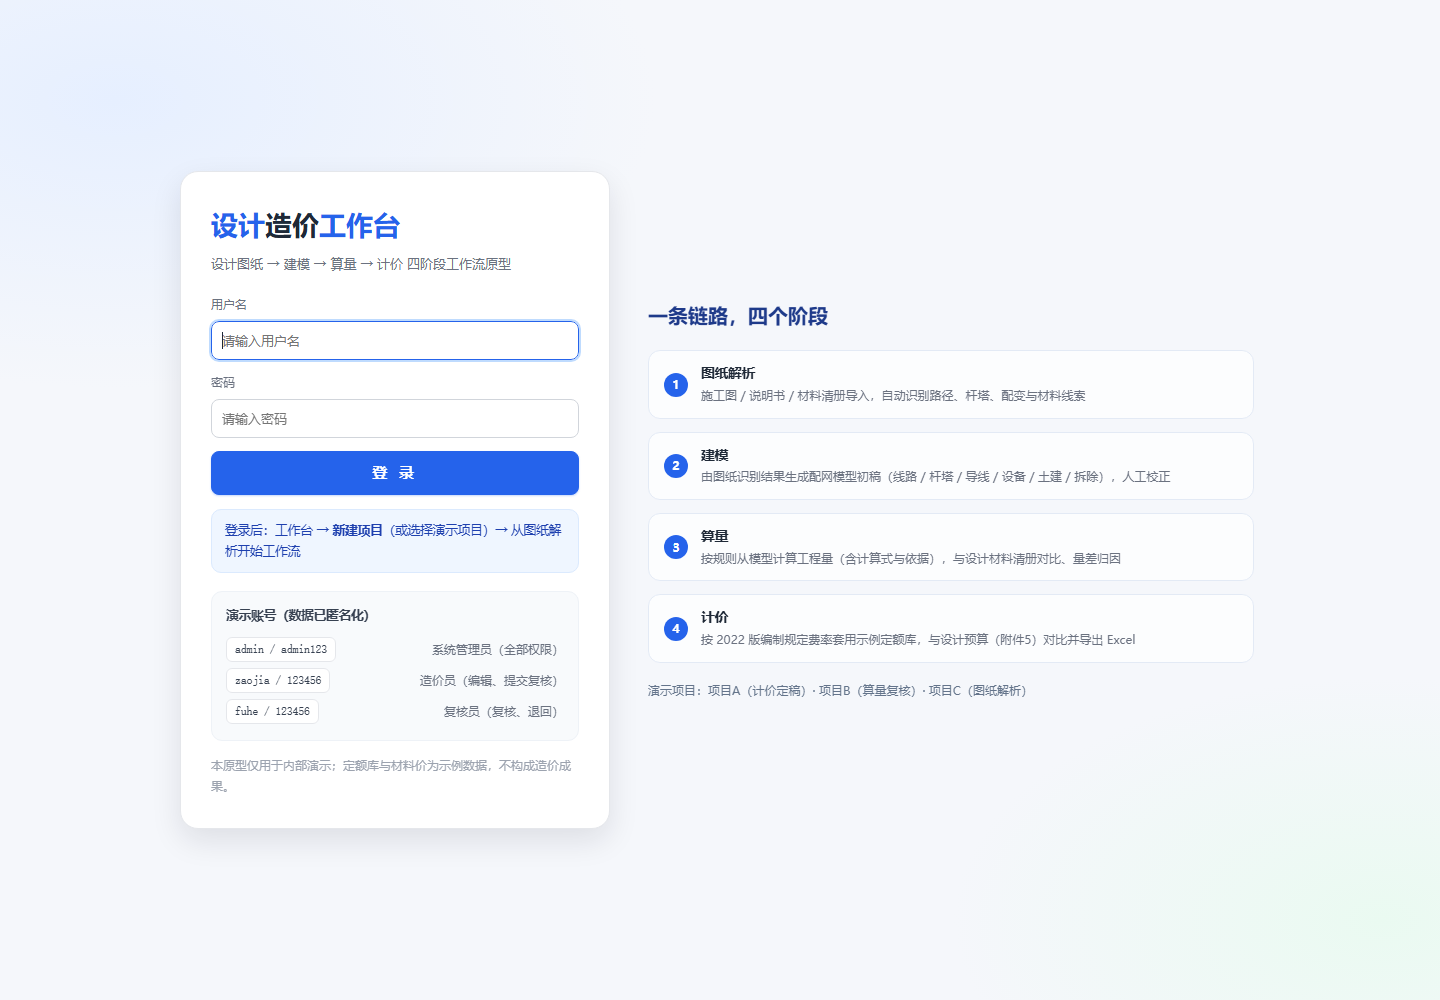 设计造价工作台
设计图纸 → 建模 → 算量 → 计价 四阶段工作流原型
用户名
请输入用户名
密码
请输入密码
登 录
登录后：工作台 → 新建项目（或选择演示项目）→ 从图纸解
析开始工作流
演示账号（数据已匿名化）
admin / admin123 系统管理员（全部权限）
zaojia / 123456 造价员（编辑、提交复核）
fuhe / 123456 复核员（复核、退回）
本原型仅用于内部演示；定额库与材料价为示例数据，不构成造价成
果。
一条链路，四个阶段
1 图纸解析
施工图 / 说明书 / 材料清册导入，自动识别路径、杆塔、配变与材料线索
2 建模
由图纸识别结果生成配网模型初稿（线路 / 杆塔 / 导线 / 设备 / 土建 / 拆除），人工校正
3 算量
按规则从模型计算工程量（含计算式与依据），与设计材料清册对比、量差归因
4 计价
按 2022 版编制规定费率套用示例定额库，与设计预算（附件5）对比并导出 Excel
演示项目：项目A（计价定稿）· 项目B（算量复核）· 项目C（图纸解析）